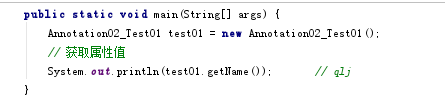 public static void main(String[] args) {
Annotation02_Test01 test01 = new Annotation02_Test01();
// 获取属性值
System.out.println(test01.getName()); // qlj
}